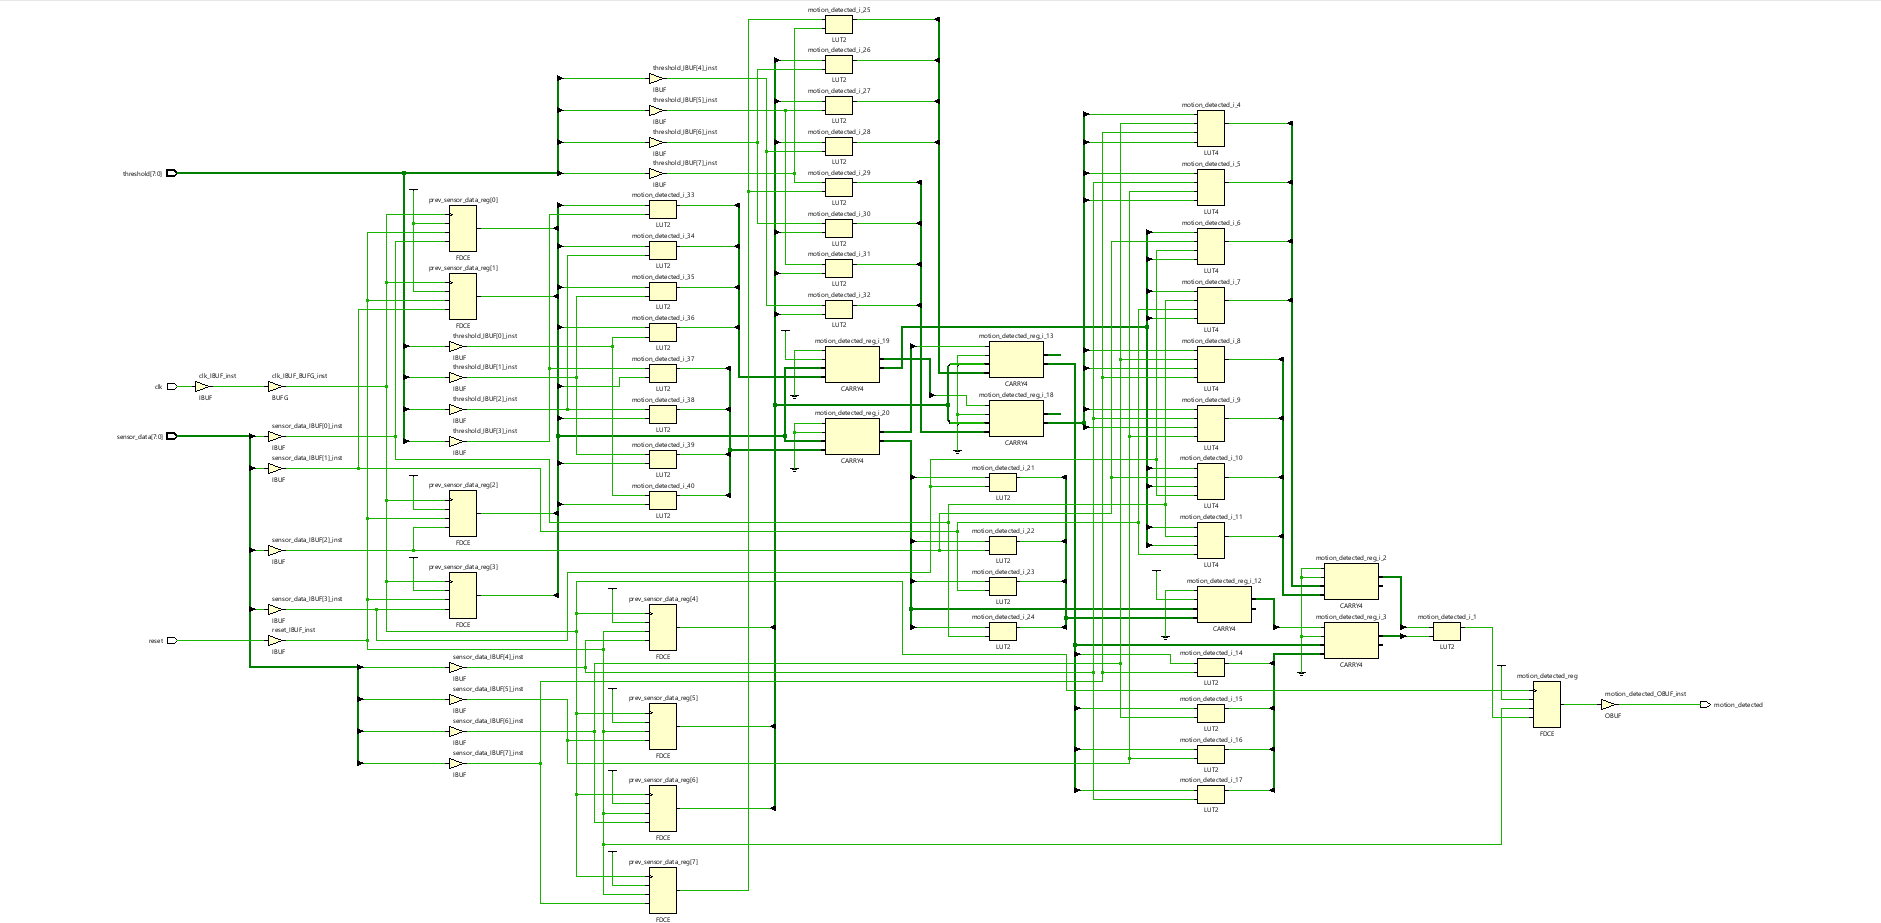 motion_detected_i_25
LUT2
motion_detected_i_26
LUT2
threshold_IBUF[4]_inst
IBUF
motion_detected_i_27
LUT2
threshold_IBUF[5]_inst
IBUF
motion_detected_i_28
LUT2
threshold_IBUF[6]_inst
IBUF
threshold_IBUF[7]_inst
IBUF
threshold[7:0]
motion_detected_i_29
LUT2
motion_detected_i_30
LUT2
motion_detected_i_31
LUT2
motion_detected_i_32
LUT2
motion_detected_i_4
LUT4
motion_detected_i_5
LUT4
motion_detected_i_6
LUT4
motion_detected_i_7
LUT4
motion_detected_i_8
LUT4
motion_detected_i_9
LUT4
motion_detected_i_10
LUT4
motion_detected_i_11
LUT4
prev_sensor_data_reg[0]
FDCE
prev_sensor_data_reg[1]
FDCE
motion_detected_i_33
LUT2
motion_detected_i_34
LUT2
motion_detected_i_35
LUT2
motion_detected_i_36
LUT2
motion_detected_i_37
LUT2
motion_detected_i_38
LUT2
motion_detected_i_39
LUT2
motion_detected_i_40
LUT2
threshold_IBUF[0]_inst
IBUF
threshold_IBUF[1]_inst
IBUF
threshold_IBUF[2]_inst
IBUF
threshold_IBUF[3]_inst
IBUF
motion_detected_reg_i_19
CARRY4
motion_detected_reg_i_20
CARRY4
motion_detected_reg_i_13
CARRY4
motion_detected_reg_i_18
CARRY4
clk
clk_IBUF_inst
IBUF
clk_IBUF_BUFG_inst
BUFG
sensor_data[7:0]
sensor_data_IBUF[0]_inst
IBUF
sensor_data_IBUF[1]_inst
IBUF
sensor_data_IBUF[2]_inst
IBUF
sensor_data_IBUF[3]_inst
IBUF
reset
reset_IBUF_inst
IBUF
prev_sensor_data_reg[2]
FDCE
prev_sensor_data_reg[3]
FDCE
motion_detected_i_21
LUT2
motion_detected_i_22
LUT2
motion_detected_i_23
LUT2
motion_detected_i_24
LUT2
motion_detected_reg_i_12
CARRY4
motion_detected_reg_i_2
CARRY4
motion_detected_reg_i_3
CARRY4
motion_detected_i_1
LUT2
prev_sensor_data_reg[4]
FDCE
sensor_data_IBUF[4]_inst
IBUF
sensor_data_IBUF[5]_inst
IBUF
sensor_data_IBUF[6]_inst
IBUF
sensor_data_IBUF[7]_inst
IBUF
prev_sensor_data_reg[5]
FDCE
prev_sensor_data_reg[6]
FDCE
prev_sensor_data_reg[7]
FDCE
motion_detected_i_14
LUT2
motion_detected_i_15
LUT2
motion_detected_i_16
LUT2
motion_detected_i_17
LUT2
motion_detected_reg
FDCE
motion_detected_OBUF_inst
OBUF
motion_detected